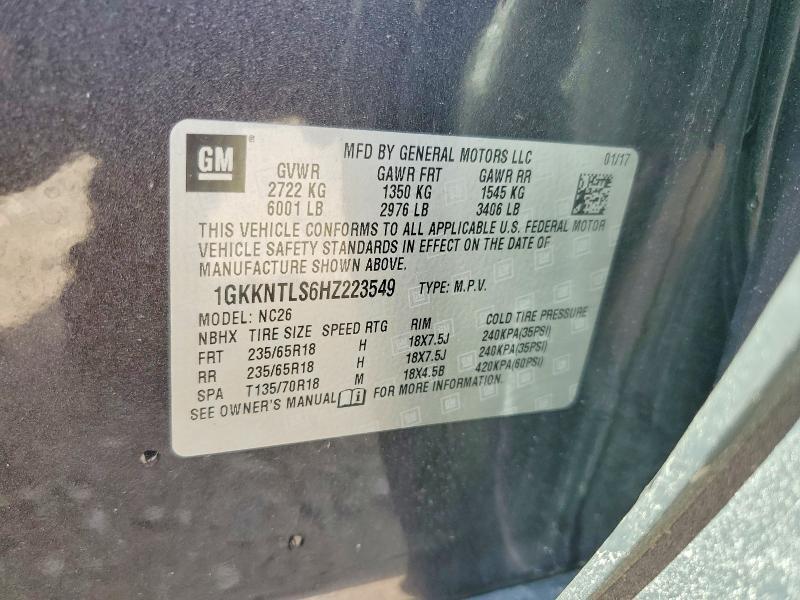 GM
MFD BY GENERAL MOTORS LLC 01/17
GVWR GAWR FRT GAWR RR
2722 KG 1350 KG 1545 KG
6001 LB 2976 LB 3406 LB
THIS VEHICLE CONFORMS TO ALL APPLICABLE U.S. FEDERAL MOTOR
VEHICLE SAFETY STANDARDS IN EFFECT ON THE DATE OF
MANUFACTURE SHOWN ABOVE.
1GKKNTLS6HZ223549 TYPE: M.P.V.
MODEL: NC26
NBHX TIRE SIZE SPEED RTG RIM COLD TIRE PRESSURE
FRT 235/65R18 H 18X7.5J 240KPA(35PSI)
RR 235/65R18 H 18X7.5J 240KPA(35PSI)
SPA T135/70R18 M 18X4.5B 420KPA(60PSI)
SEE OWNER'S MANUAL FOR MORE INFORMATION.